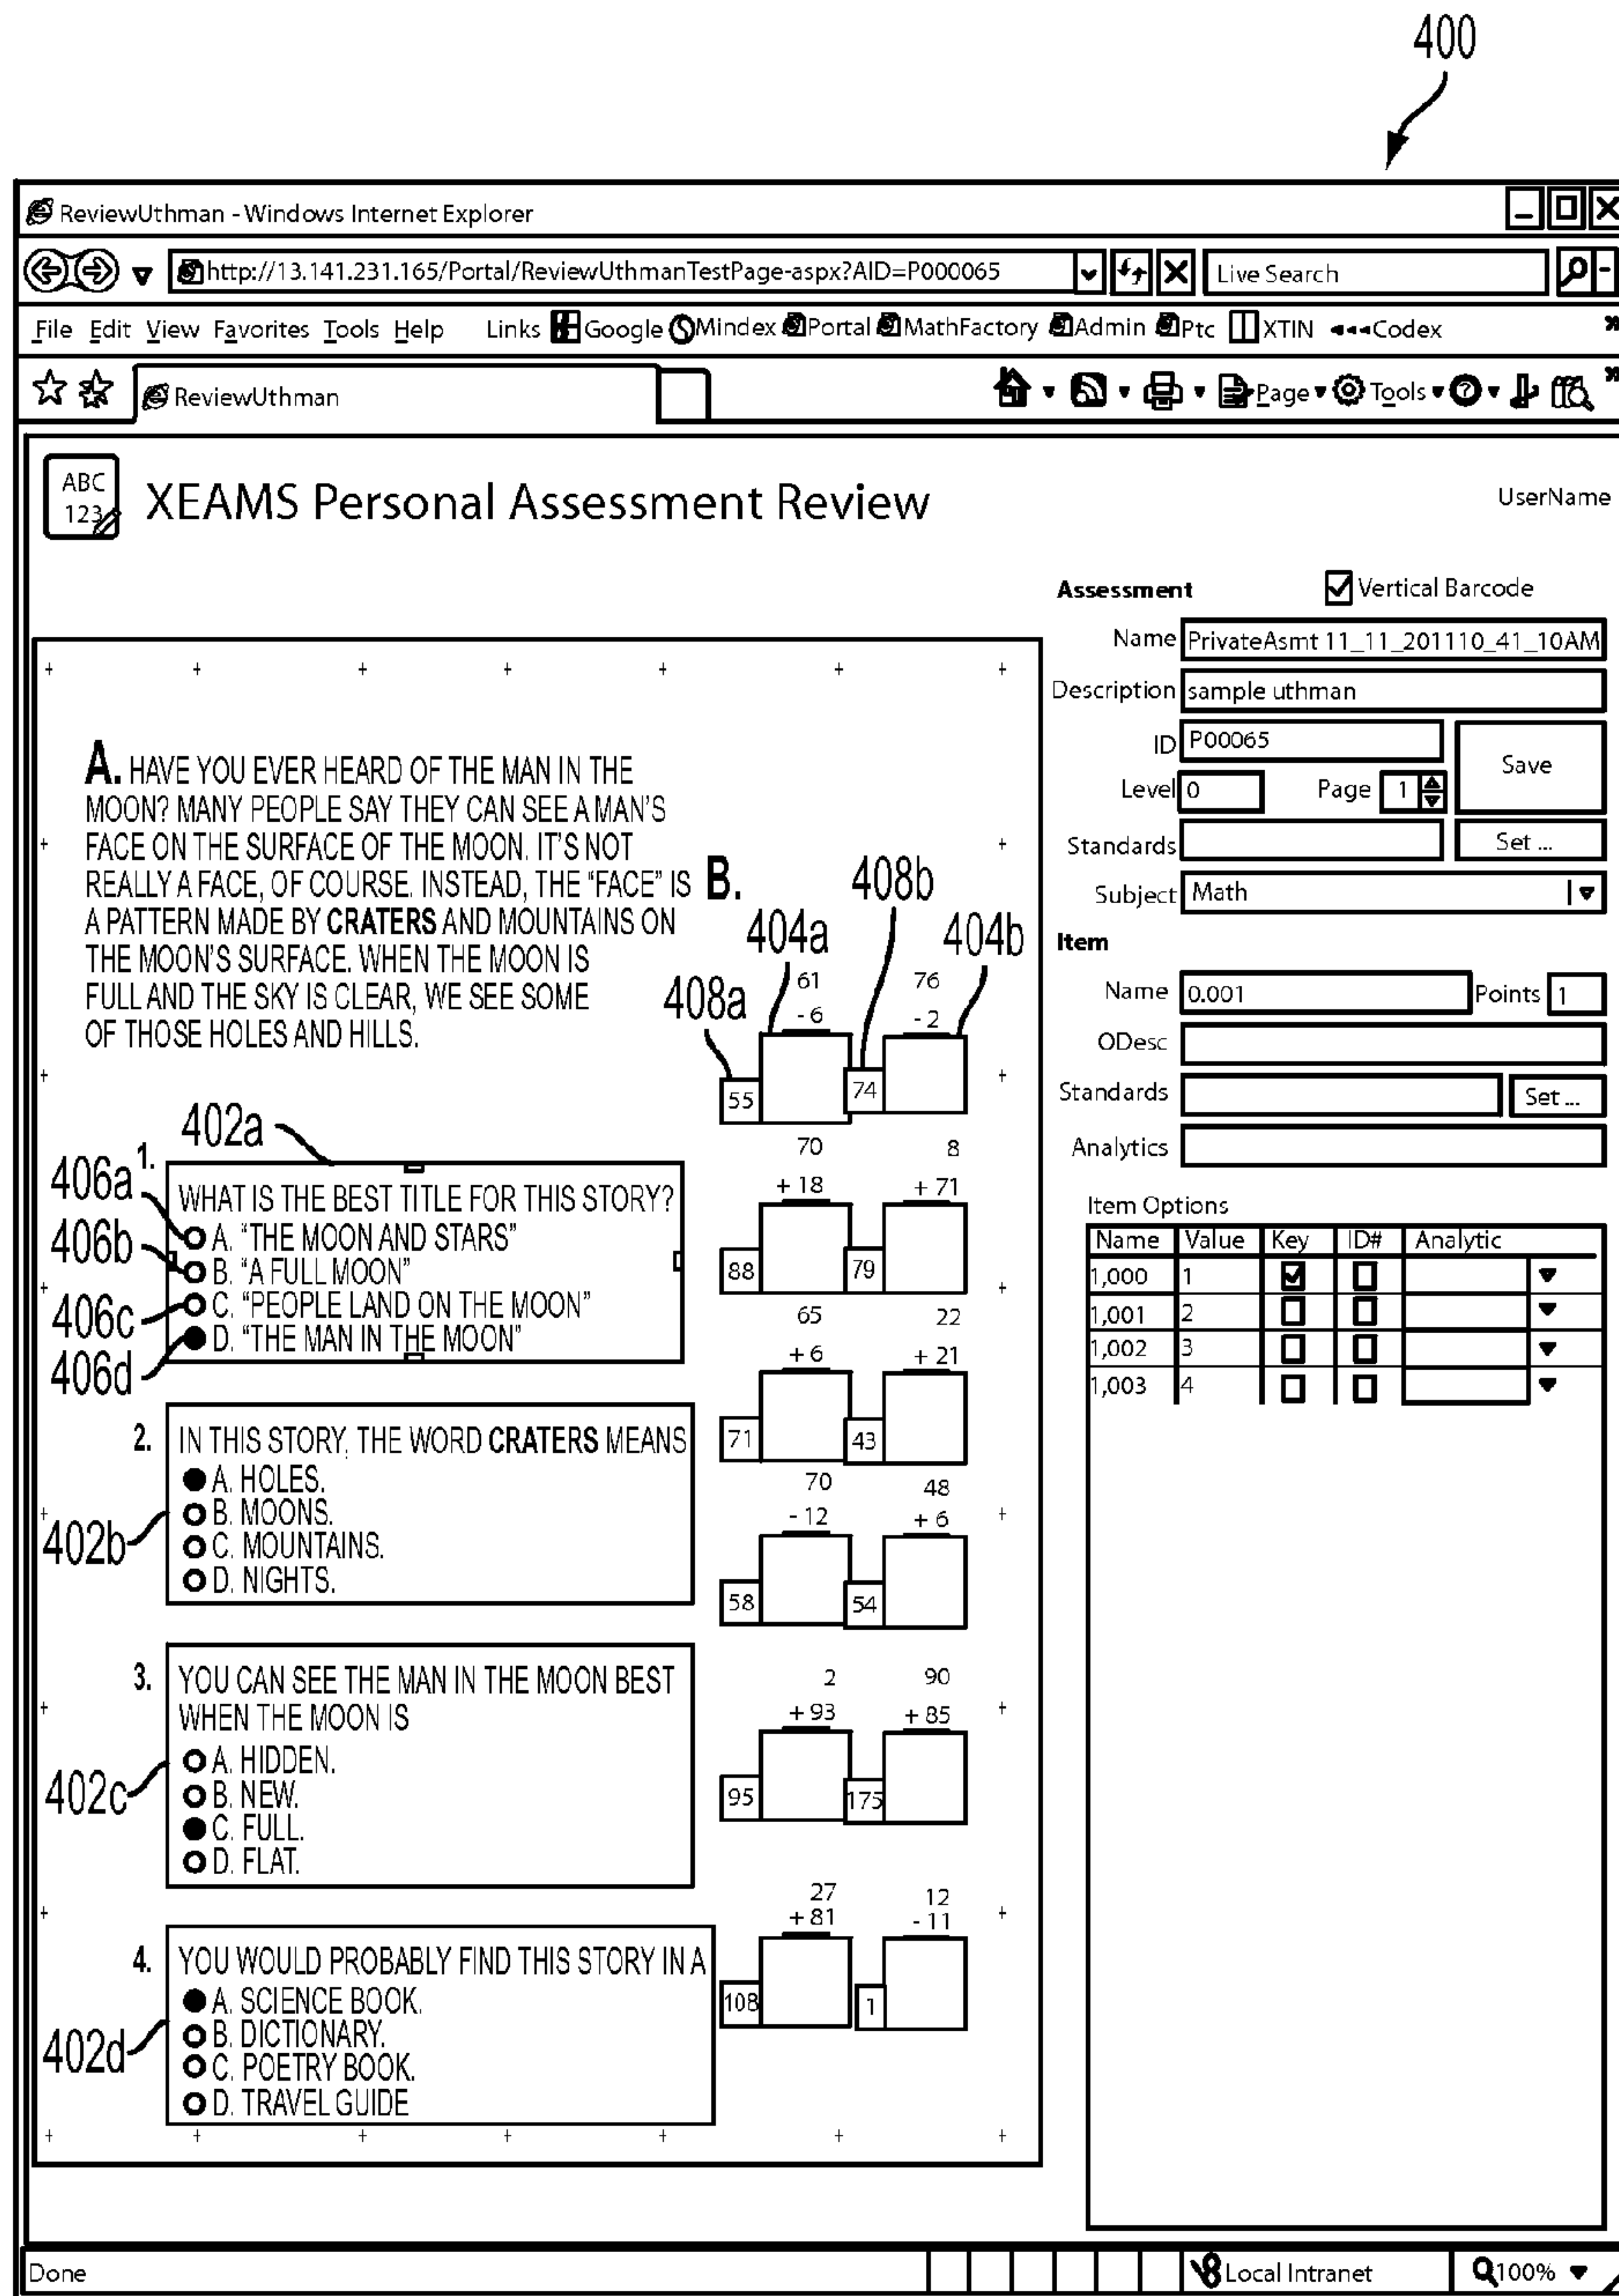 400
ReviewUthman - Windows Internet Explorer
http://13.141.231.165/Portal/ReviewUthmanTestPage-aspx?AID=P000065
Live Search
File Edit View Favorites Tools Help Links Google Mindex Portal MathFactory Admin Ptc XTIN Codex »
ReviewUthman
Page Tools »
ABC
123
XEAMS Personal Assessment Review
UserName
A. HAVE YOU EVER HEARD OF THE MAN IN THE
MOON? MANY PEOPLE SAY THEY CAN SEE A MAN'S
FACE ON THE SURFACE OF THE MOON. IT'S NOT
REALLY A FACE, OF COURSE. INSTEAD, THE "FACE" IS
A PATTERN MADE BY CRATERS AND MOUNTAINS ON
THE MOON'S SURFACE. WHEN THE MOON IS
FULL AND THE SKY IS CLEAR, WE SEE SOME
OF THOSE HOLES AND HILLS.
402a
406a
406b
406c
406d
1.
WHAT IS THE BEST TITLE FOR THIS STORY?
A. "THE MOON AND STARS"
B. "A FULL MOON"
C. "PEOPLE LAND ON THE MOON"
D. "THE MAN IN THE MOON"
402b
2. IN THIS STORY, THE WORD CRATERS MEANS
A. HOLES.
B. MOONS.
C. MOUNTAINS.
D. NIGHTS.
402c
3. YOU CAN SEE THE MAN IN THE MOON BEST
WHEN THE MOON IS
A. HIDDEN.
B. NEW.
C. FULL.
D. FLAT.
402d
4. YOU WOULD PROBABLY FIND THIS STORY IN A
A. SCIENCE BOOK.
B. DICTIONARY.
C. POETRY BOOK.
D. TRAVEL GUIDE
B.
408b
404a
404b
408a
61 76
- 6 - 2
55 74
70 8
+ 18 + 71
88 79
65 22
+ 6 + 21
71 43
70 48
- 12 + 6
58 54
2 90
+ 93 + 85
95 175
27 12
+ 81 - 11
108 1
Assessment Vertical Barcode
Name PrivateAsmt 11_11_201110_41_10AM
Description sample uthman
ID P00065
Save
Level 0 Page 1
Standards Set ...
Subject Math
Item
Name 0.001 Points 1
ODesc
Standards Set ...
Analytics
Item Options
Name Value Key ID# Analytic
1,000 1
1,001 2
1,002 3
1,003 4
Done Local Intranet 100%